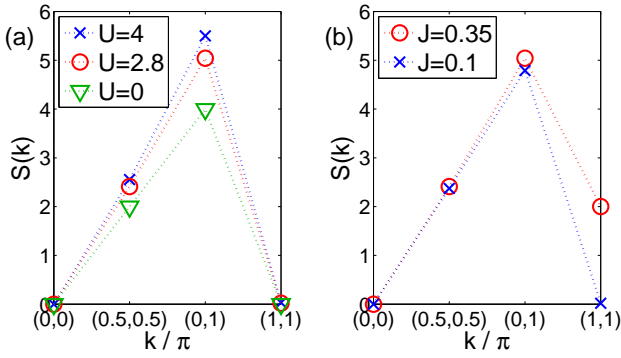 (a)
U=4
U=2.8
U=0
S(k)
6
5
4
3
2
1
0
(0,0)
(0.5,0.5)
(0,1)
(1,1)
k / π
(b)
J=0.35
J=0.1
S(k)
6
5
4
3
2
1
0
(0,0)
(0.5,0.5)
(0,1)
(1,1)
k / π